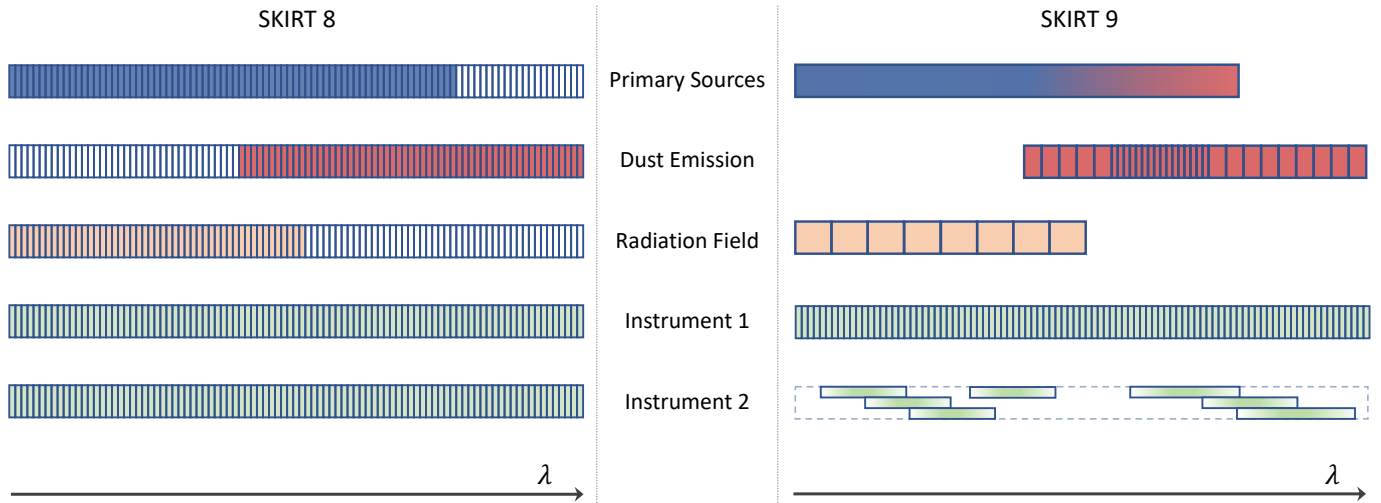 SKIRT 8
SKIRT 9
Primary Sources
Dust Emission
Radiation Field
Instrument 1
Instrument 2
λ
λ